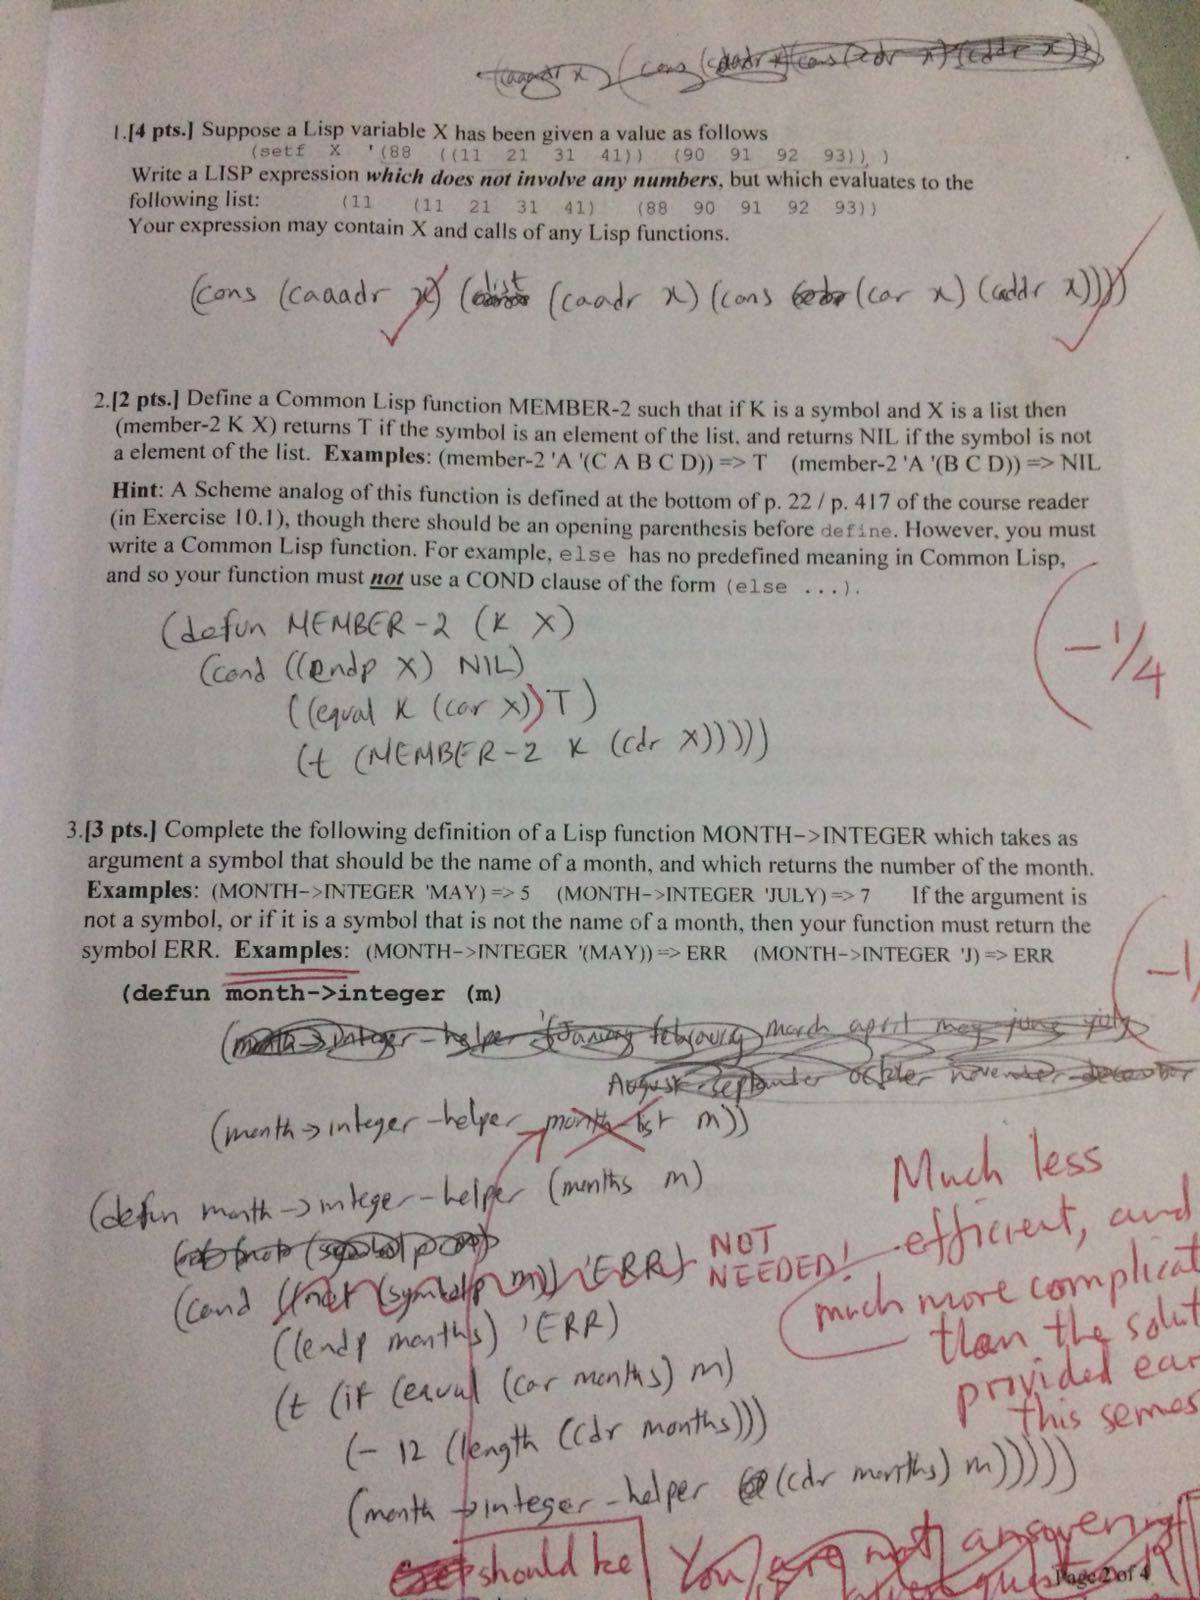 (caaadr x) (cons (caadr x) (cons (cdr x) (cddr x)))
1.[4 pts.] Suppose a Lisp variable X has been given a value as follows
(setf X '(88 ((11 21 31 41)) (90 91 92 93)) )
Write a LISP expression which does not involve any numbers, but which evaluates to the
following list: (11 (11 21 31 41) (88 90 91 92 93))
Your expression may contain X and calls of any Lisp functions.
(cons (caaadr x) (list (caadr x) (cons (car x) (caddr x))))
2.[2 pts.] Define a Common Lisp function MEMBER-2 such that if K is a symbol and X is a list then
(member-2 K X) returns T if the symbol is an element of the list, and returns NIL if the symbol is not
a element of the list. Examples: (member-2 'A '(C A B C D)) => T (member-2 'A '(B C D)) => NIL
Hint: A Scheme analog of this function is defined at the bottom of p. 22 / p. 417 of the course reader
(in Exercise 10.1), though there should be an opening parenthesis before define. However, you must
write a Common Lisp function. For example, else has no predefined meaning in Common Lisp,
and so your function must not use a COND clause of the form (else ...).
(defun MEMBER-2 (K X)
(cond ((endp X) NIL)
-1/4
((equal K (car X)) T)
(t (MEMBER-2 K (cdr X)))))
3.[3 pts.] Complete the following definition of a Lisp function MONTH->INTEGER which takes as
argument a symbol that should be the name of a month, and which returns the number of the month.
Examples: (MONTH->INTEGER 'MAY) => 5 (MONTH->INTEGER 'JULY) => 7 If the argument is
not a symbol, or if it is a symbol that is not the name of a month, then your function must return the
symbol ERR. Examples: (MONTH->INTEGER '(MAY)) => ERR (MONTH->INTEGER 'J) => ERR
-1
(defun month->integer (m)
(month->integer-helper '(January february march april may june july
August september october november december
(month->integer-helper month-list m))
Much less
(defun month->integer-helper (months m)
efficient, and
NOT
NEEDED!
(cond ((not (symbolp m)) 'ERR)
much more complicat
((endp months) 'ERR)
than the solut
provided ear
(t (if (equal (car months) m)
this semes
(- 12 (length (cdr months)))
(month->integer-helper (cdr months) m)))))
should be
You are not answering
Page 2 of 4